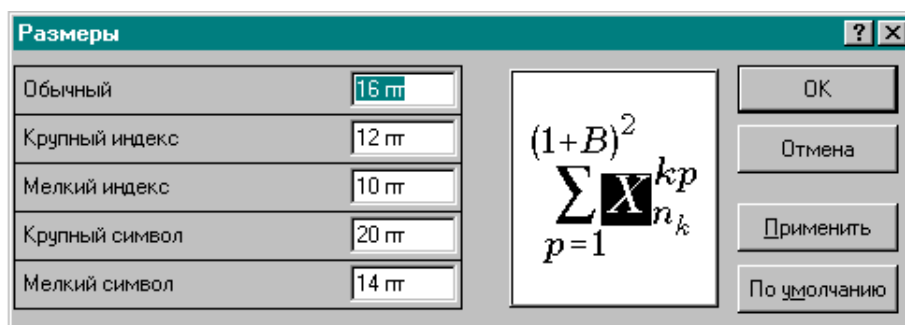 Размеры
Обычный 16 пт
Крупный индекс 12 пт
Мелкий индекс 10 пт
Крупный символ 20 пт
Мелкий символ 14 пт
(1+B)²
∑ X kp
n k
p=1
OK
Отмена
Применить
По умолчанию